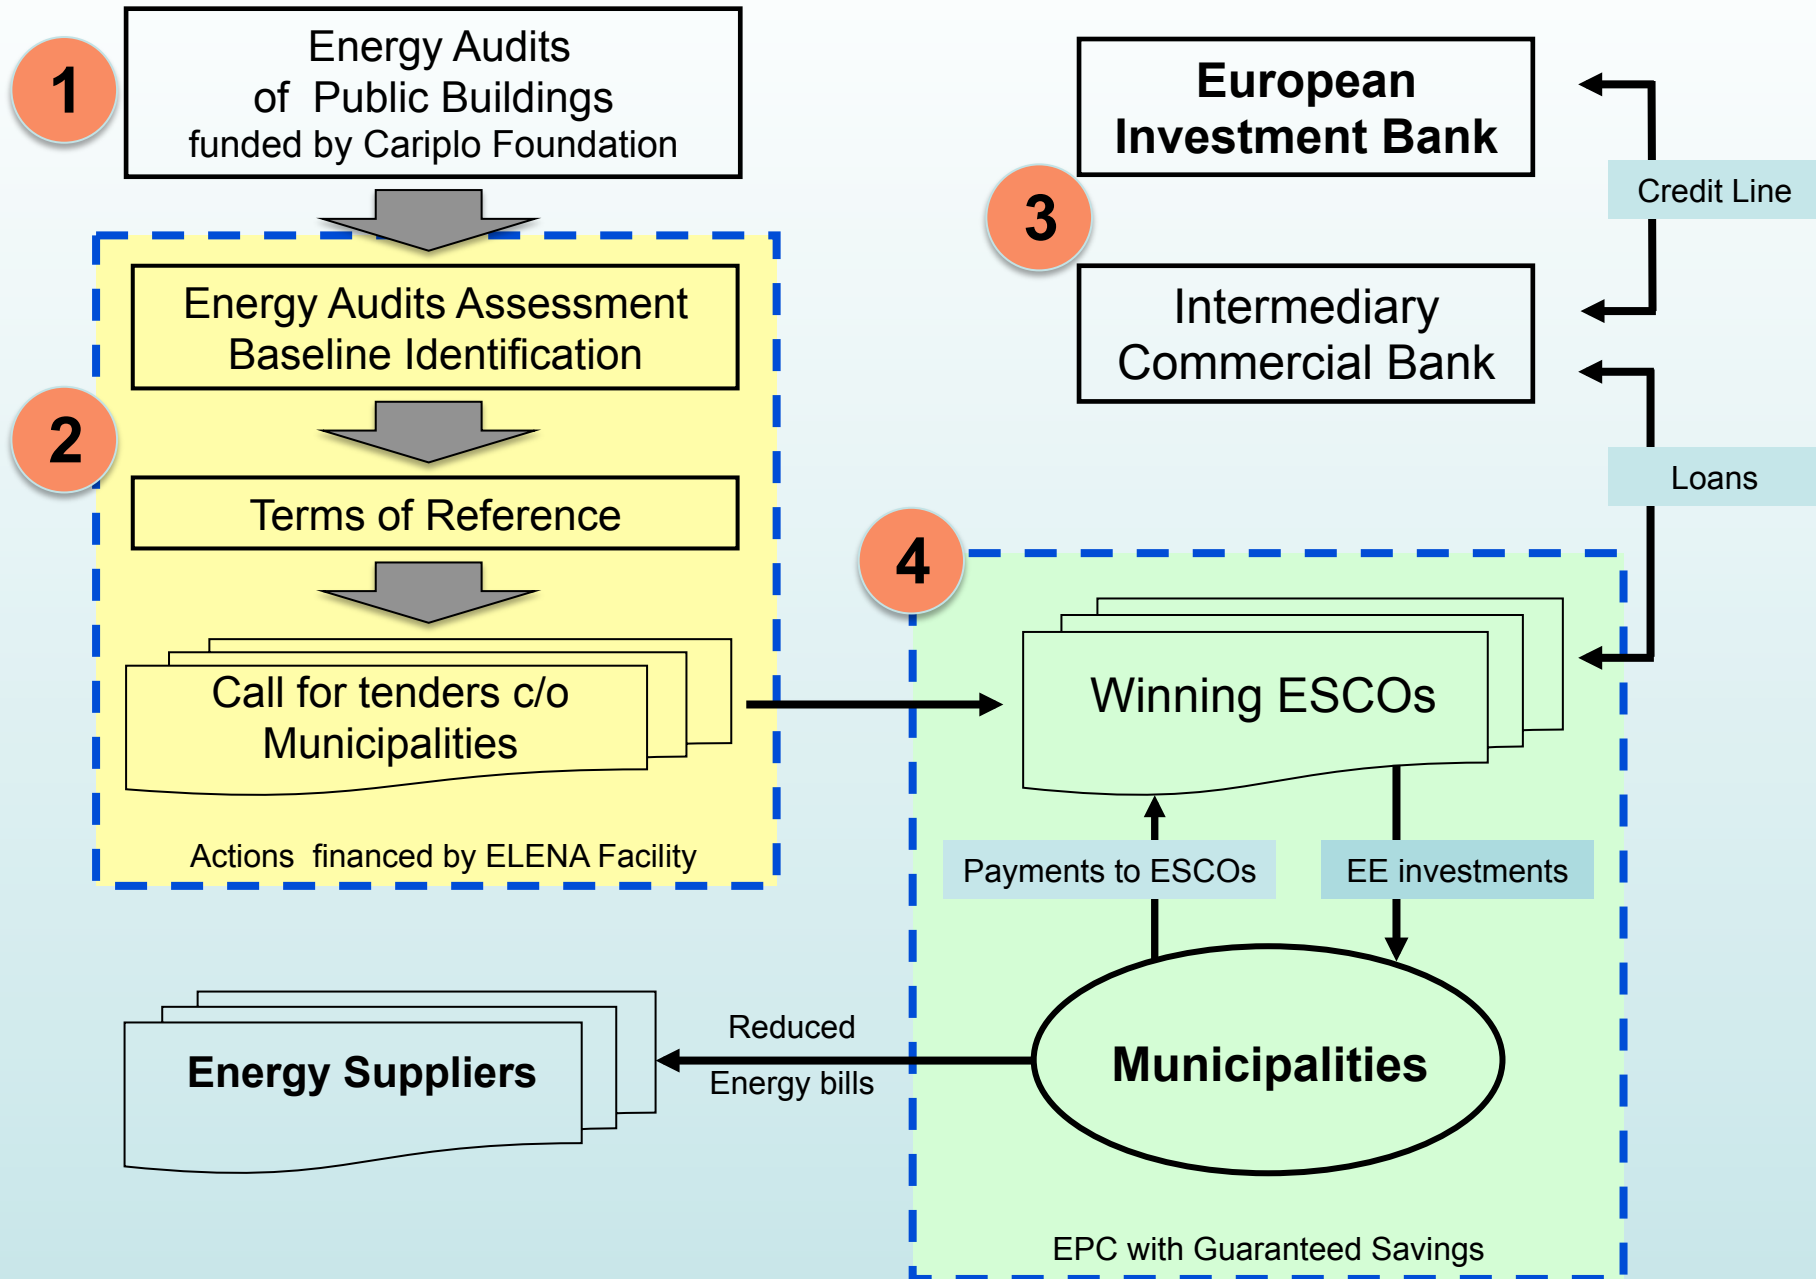 1
Energy Audits
of Public Buildings
funded by Cariplo Foundation
2
Energy Audits Assessment
Baseline Identification
Terms of Reference
Call for tenders c/o
Municipalities
Actions financed by ELENA Facility
3
European
Investment Bank
Credit Line
Intermediary
Commercial Bank
Loans
4
Winning ESCOs
Payments to ESCOs
EE investments
Municipalities
EPC with Guaranteed Savings
Reduced
Energy bills
Energy Suppliers